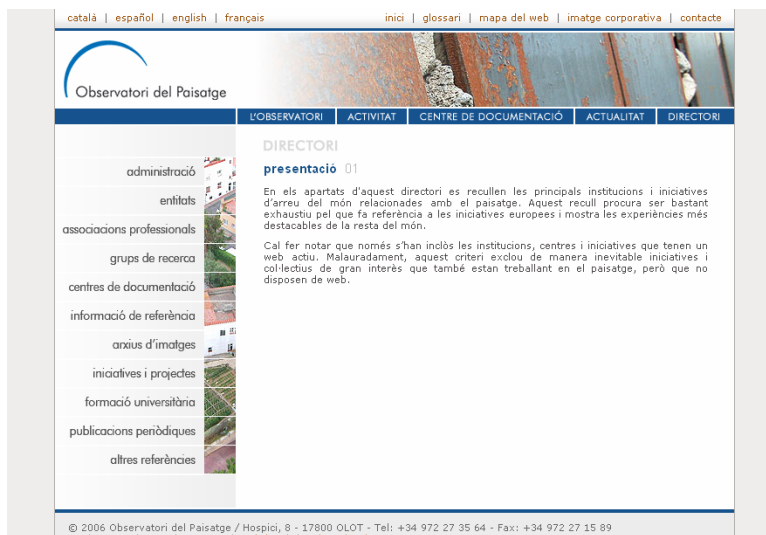 català | español | english | français
inici | glossari | mapa del web | imatge corporativa | contacte
Observatori del Paisatge
L'OBSERVATORI | ACTIVITAT | CENTRE DE DOCUMENTACIÓ | ACTUALITAT | DIRECTORI
DIRECTORI
presentació 01
En els apartats d'aquest directori es recullen les principals institucions i iniciatives
d'arreu del món relacionades amb el paisatge. Aquest recull procura ser bastant
exhaustiu pel que fa referència a les iniciatives europees i mostra les experiències més
destacables de la resta del món.
Cal fer notar que només s'han inclòs les institucions, centres i iniciatives que tenen un
web actiu. Malauradament, aquest criteri exclou de manera inevitable iniciatives i
col·lectius de gran interès que també estan treballant en el paisatge, però que no
disposen de web.
administració
entitats
associacions professionals
grups de recerca
centres de documentació
informació de referència
arxius d'imatges
iniciatives i projectes
formació universitària
publicacions periòdiques
altres referències
© 2006 Observatori del Paisatge / Hospici, 8 - 17800 OLOT - Tel: +34 972 27 35 64 - Fax: +34 972 27 15 89